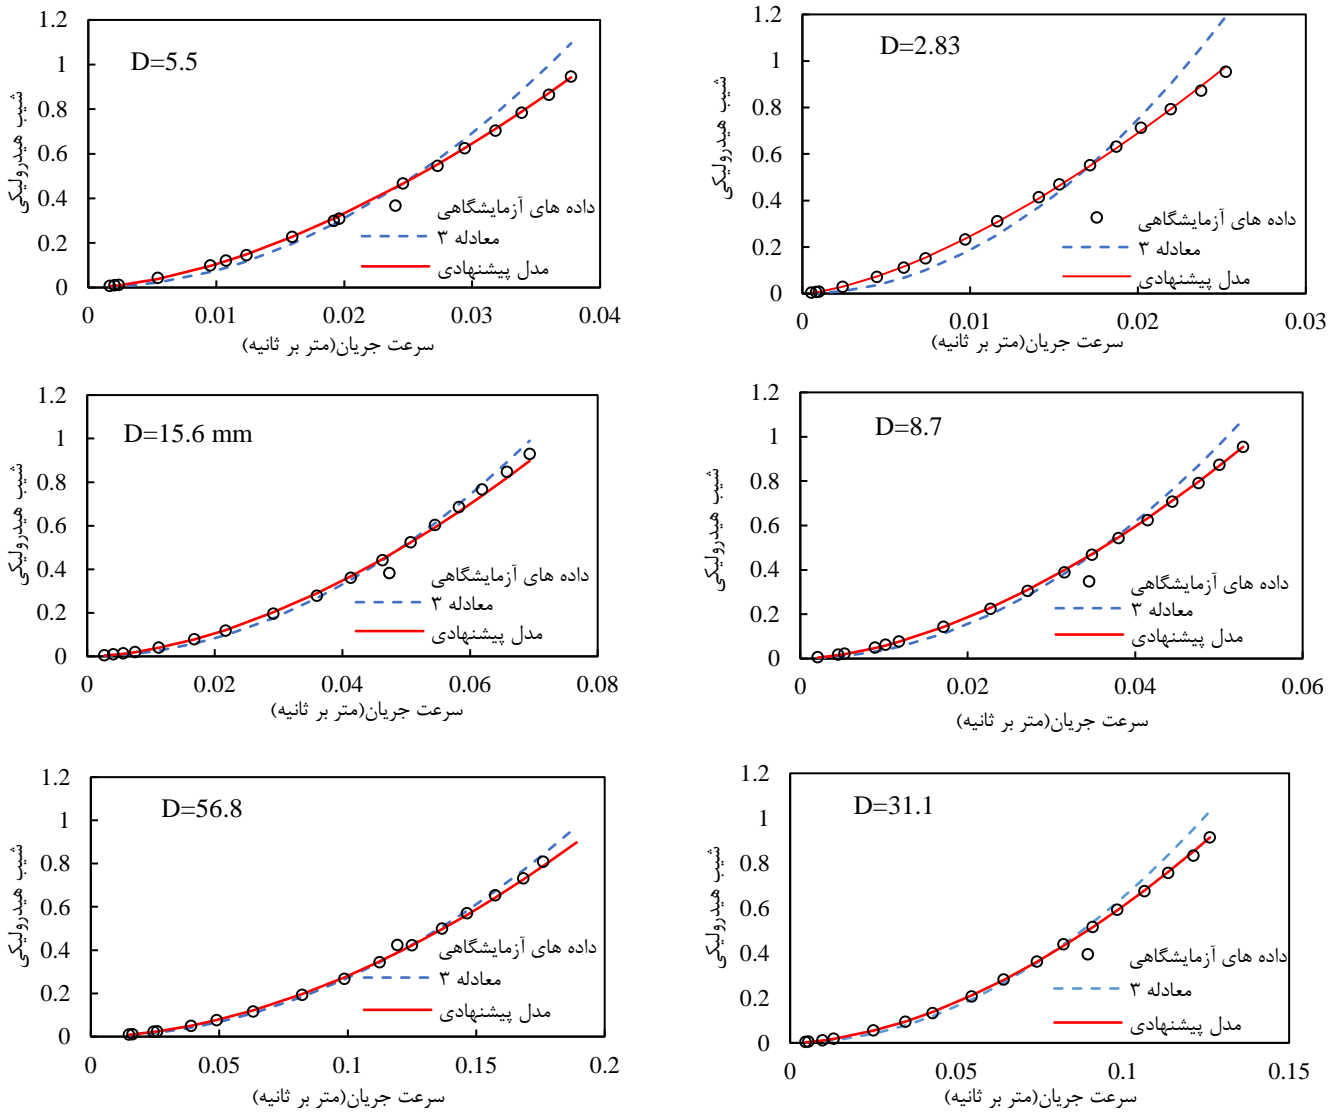 D=5.5
1.2
1
0.8
0.6
0.4
0.2
0
0
0.01
0.02
0.03
0.04
شیب هیدرولیکی
سرعت جریان(متر بر ثانیه)
داده های آزمایشگاهی
معادله ۳
مدل پیشنهادی
D=2.83
1.2
1
0.8
0.6
0.4
0.2
0
0
0.01
0.02
0.03
شیب هیدرولیکی
سرعت جریان(متر بر ثانیه)
داده های آزمایشگاهی
معادله ۳
مدل پیشنهادی
D=15.6 mm
1.2
1
0.8
0.6
0.4
0.2
0
0
0.02
0.04
0.06
0.08
شیب هیدرولیکی
سرعت جریان(متر بر ثانیه)
داده های آزمایشگاهی
معادله ۳
مدل پیشنهادی
D=8.7
1.2
1
0.8
0.6
0.4
0.2
0
0
0.02
0.04
0.06
شیب هیدرولیکی
سرعت جریان(متر بر ثانیه)
داده های آزمایشگاهی
معادله ۳
مدل پیشنهادی
D=56.8
1.2
1
0.8
0.6
0.4
0.2
0
0
0.05
0.1
0.15
0.2
شیب هیدرولیکی
سرعت جریان(متر بر ثانیه)
داده های آزمایشگاهی
معادله ۳
مدل پیشنهادی
D=31.1
1.2
1
0.8
0.6
0.4
0.2
0
0
0.05
0.1
0.15
شیب هیدرولیکی
سرعت جریان(متر بر ثانیه)
داده های آزمایشگاهی
معادله ۳
مدل پیشنهادی